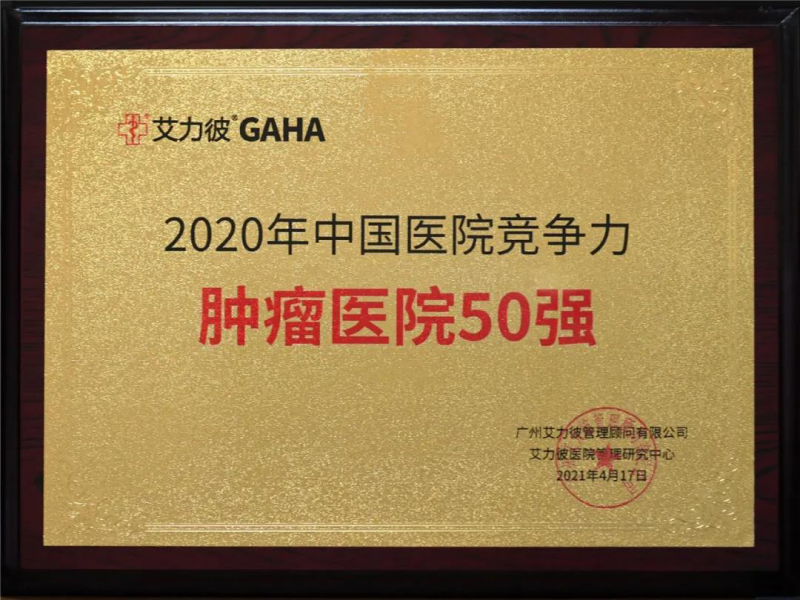 艾力彼®GAHA
2020年中国医院竞争力
肿瘤医院50强
广州艾力彼管理顾问有限公司
艾力彼医院管理研究中心
2021年4月17日